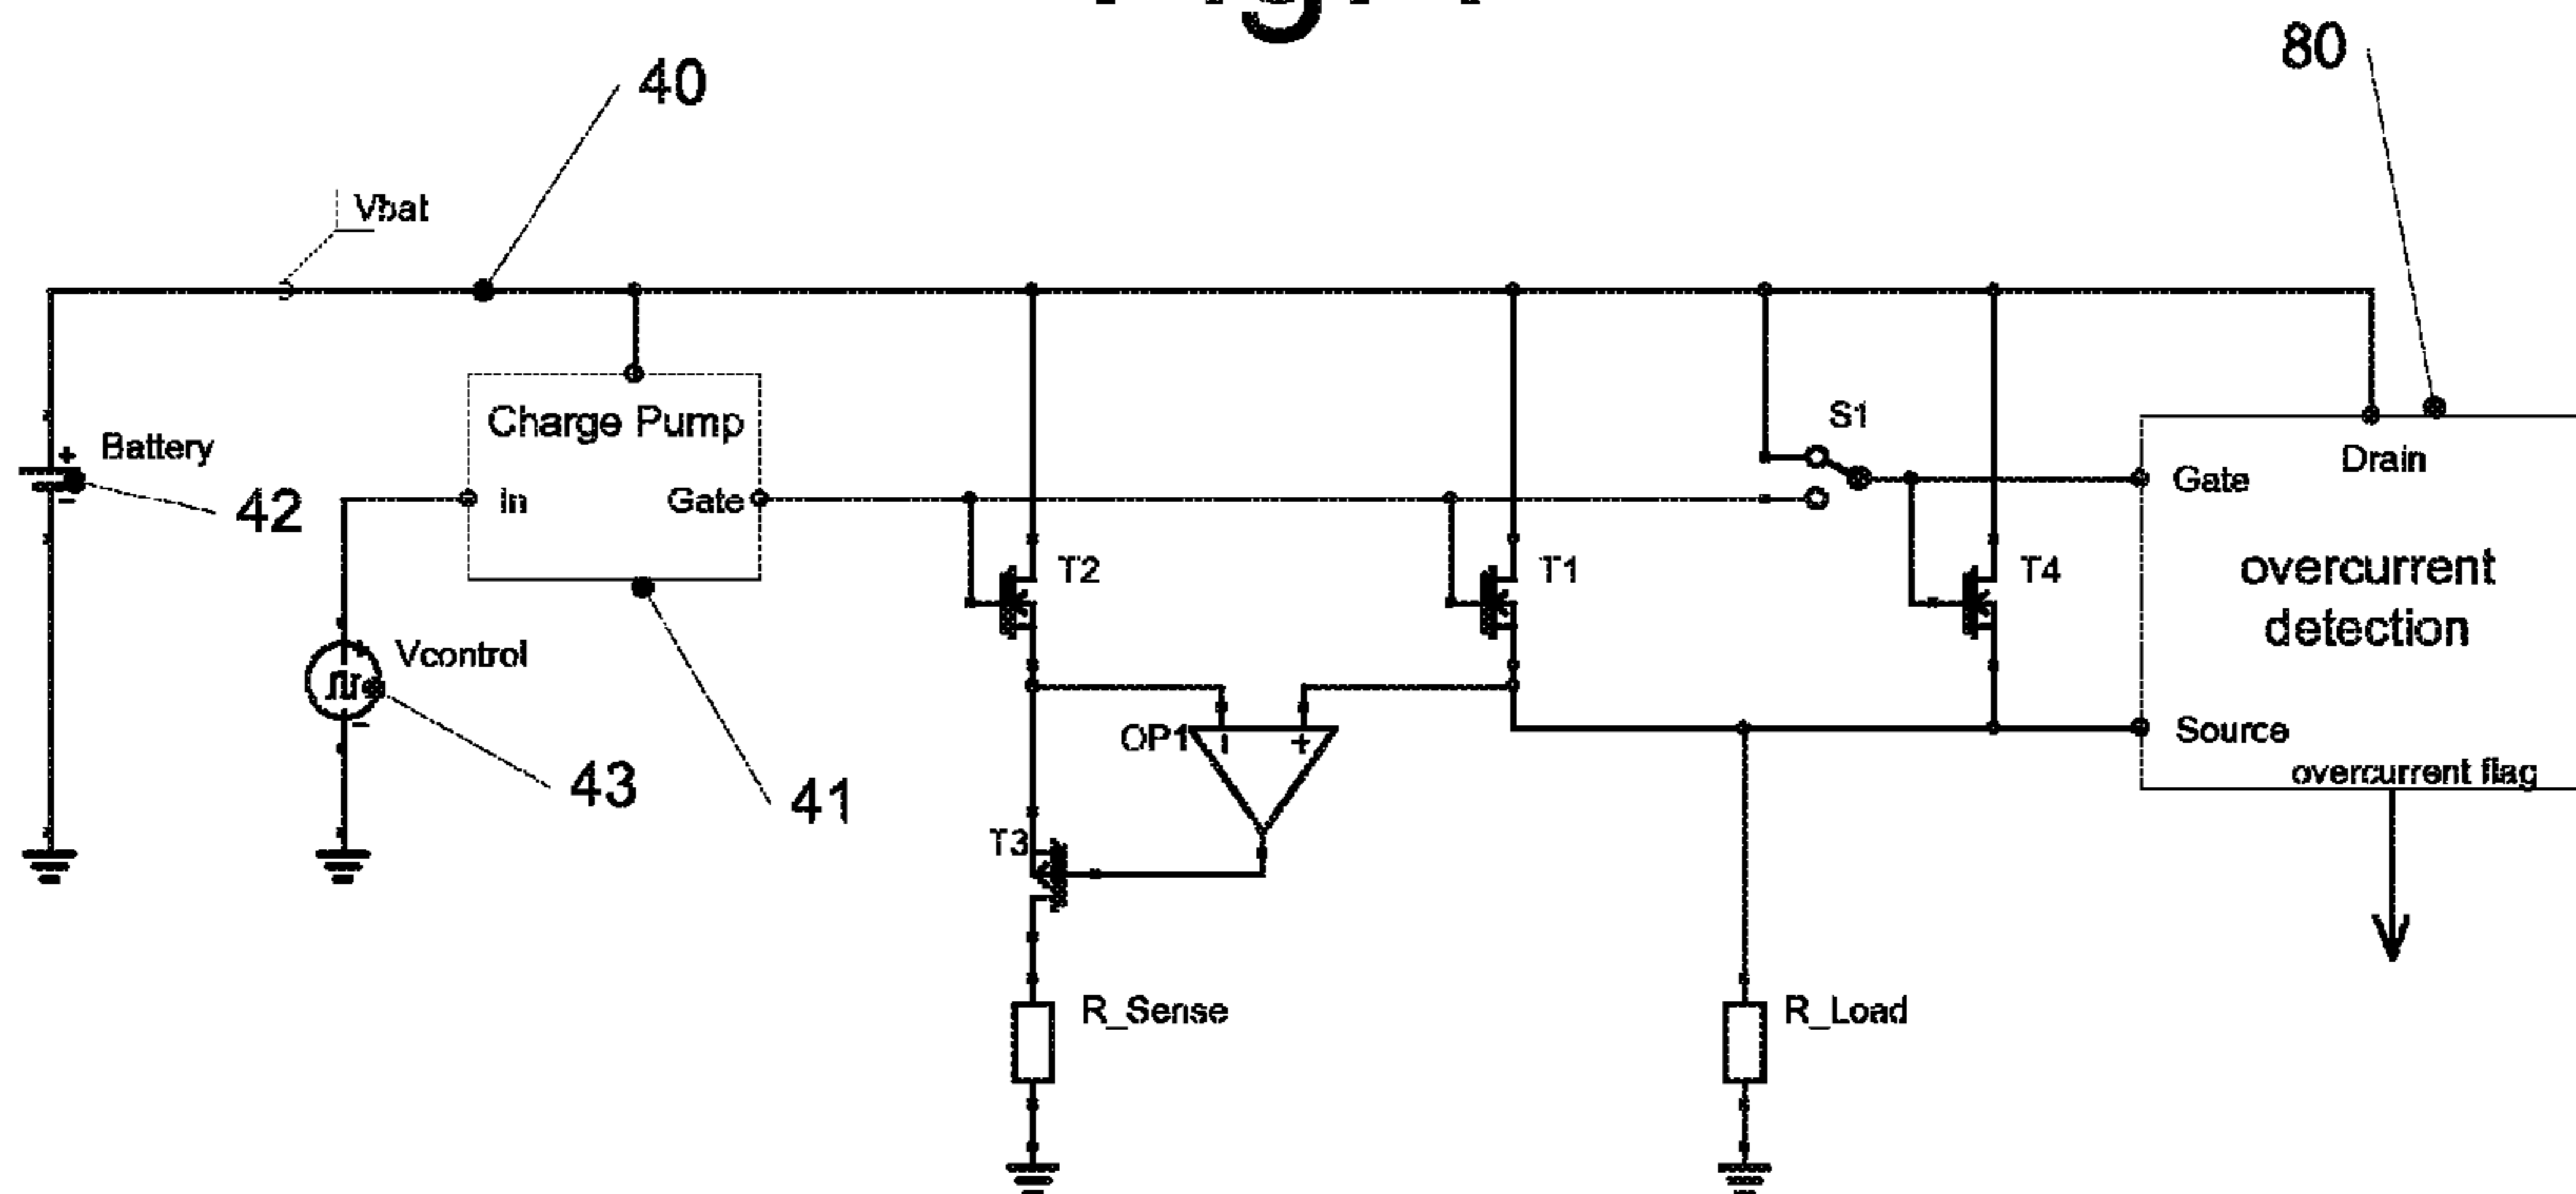 40
80
Vbat
Charge Pump
S1
Battery
Drain
in
Gate
Gate
42
T2
T1
T4
overcurrent
detection
Vcontrol
OP1
-
+
Source
overcurrent flag
43
41
T3
R_Sense
R_Load